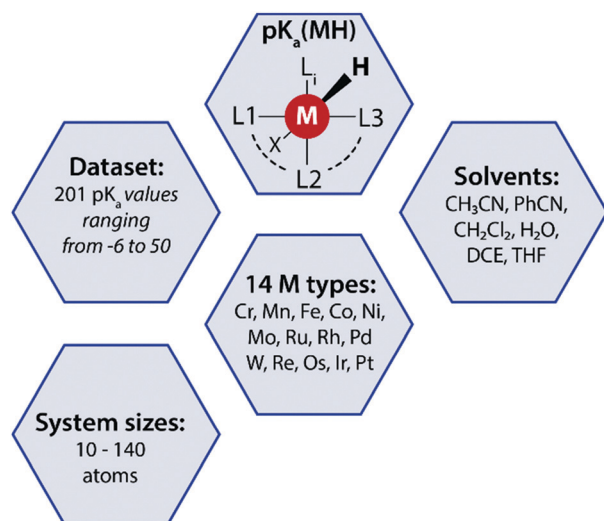 pKₐ(MH)
Lᵢ
H
L1
M
L3
X
L2
Dataset:
201 pKₐ values
ranging
from -6 to 50
Solvents:
CH₃CN, PhCN,
CH₂Cl₂, H₂O,
DCE, THF
14 M types:
Cr, Mn, Fe, Co, Ni,
Mo, Ru, Rh, Pd
W, Re, Os, Ir, Pt
System sizes:
10 - 140
atoms